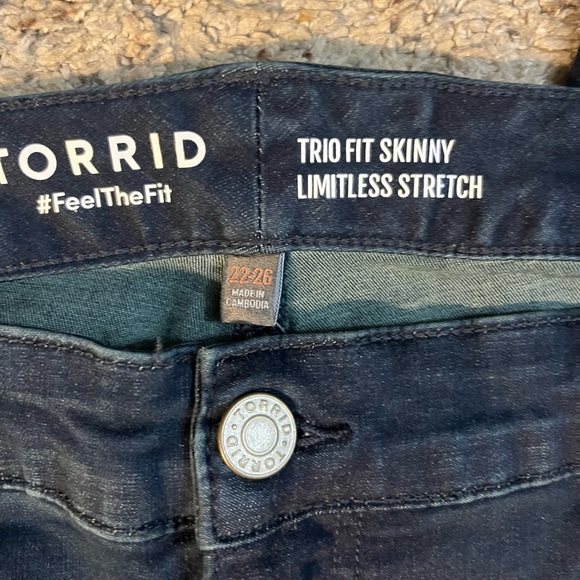 TORRID
#FeelTheFit
TRIO FIT SKINNY
LIMITLESS STRETCH
22-26
MADE IN
CAMBODIA
TORRID • TORRID •